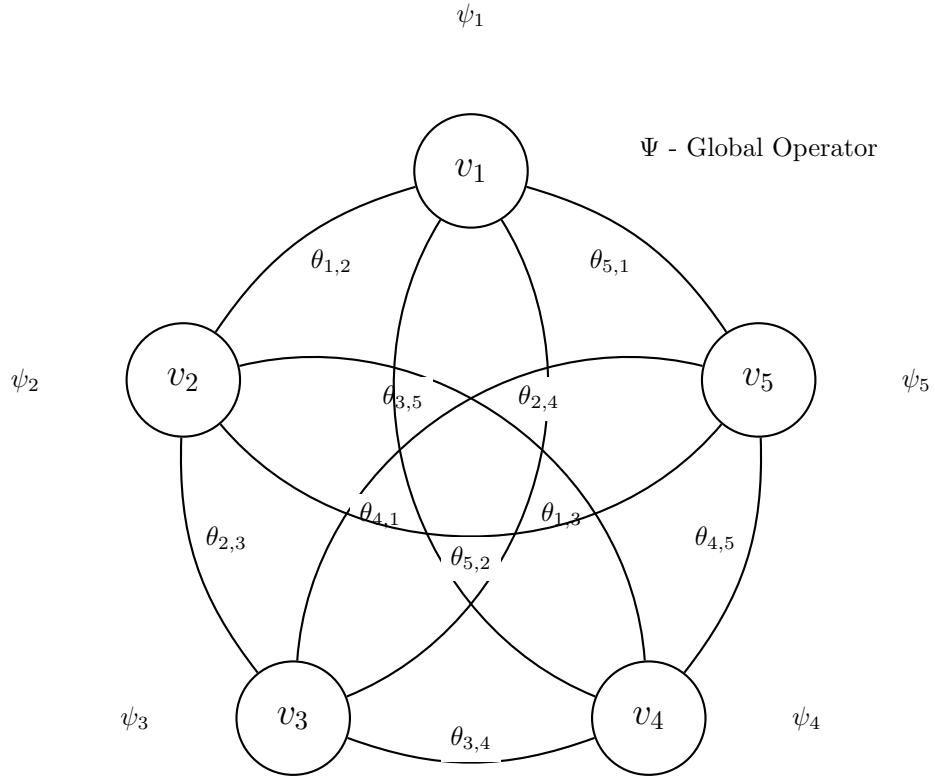 ψ₁
Ψ - Global Operator
v₁
θ₁,₂
θ₅,₁
ψ₂
v₂
v₅
ψ₅
θ₃,₅
θ₂,₄
θ₄,₁
θ₁,₃
θ₂,₃
θ₄,₅
θ₅,₂
ψ₃
v₃
v₄
ψ₄
θ₃,₄